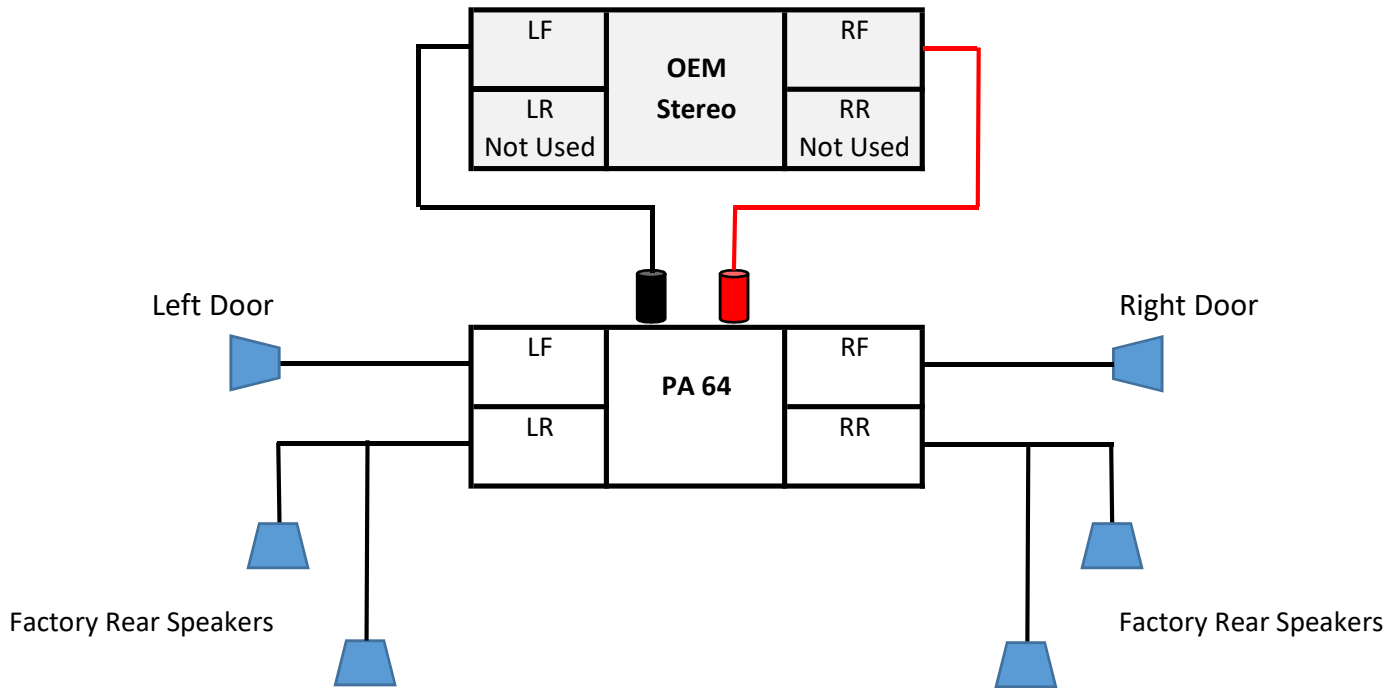 LF
OEM
Stereo
RF
LR
Not Used
RR
Not Used
Left Door
Right Door
LF
PA 64
RF
LR
RR
Factory Rear Speakers
Factory Rear Speakers